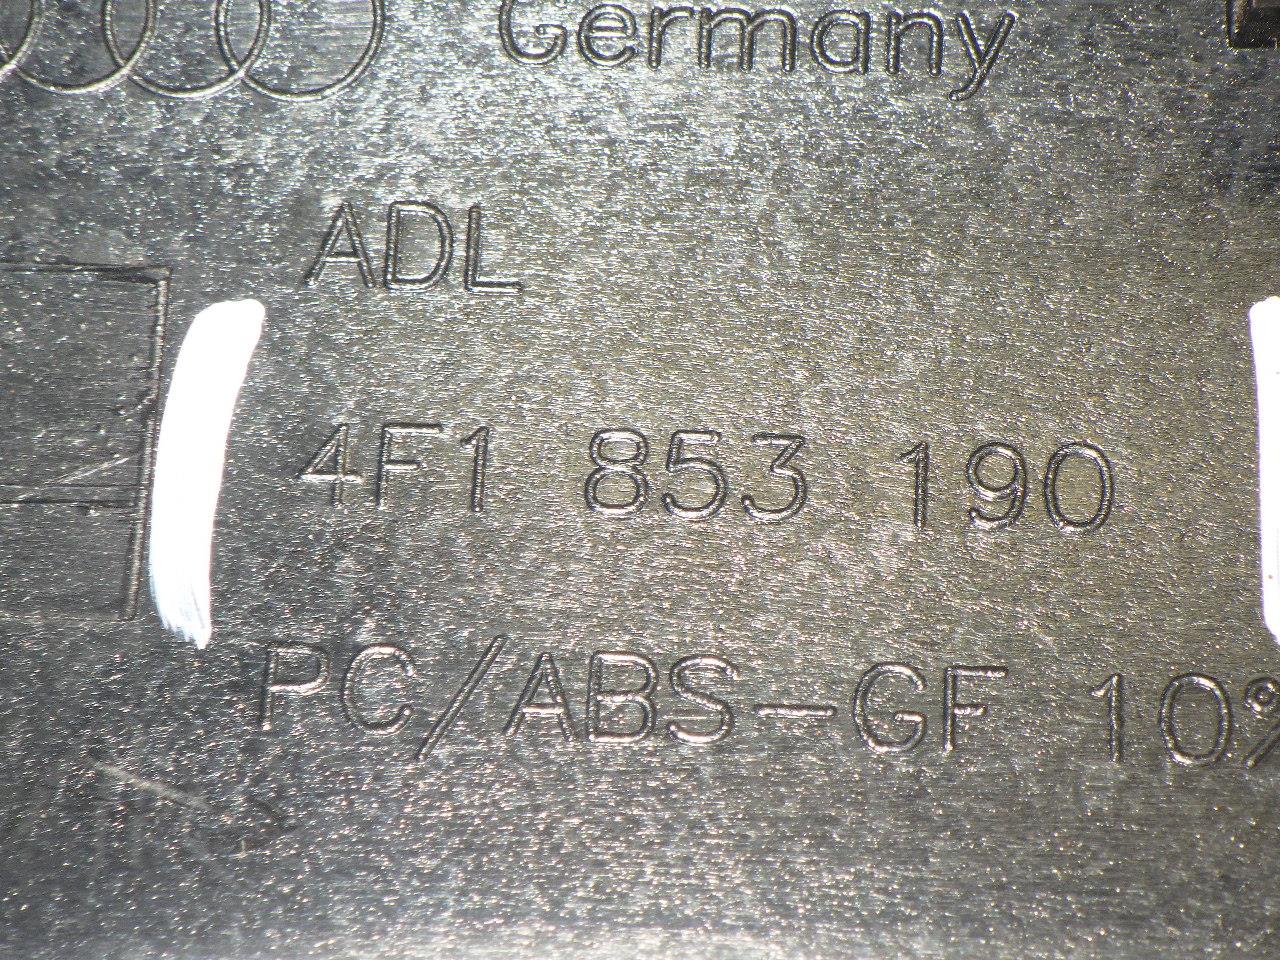 Germany
ADL
4F1 853 190
PC/ABS-GF 10%